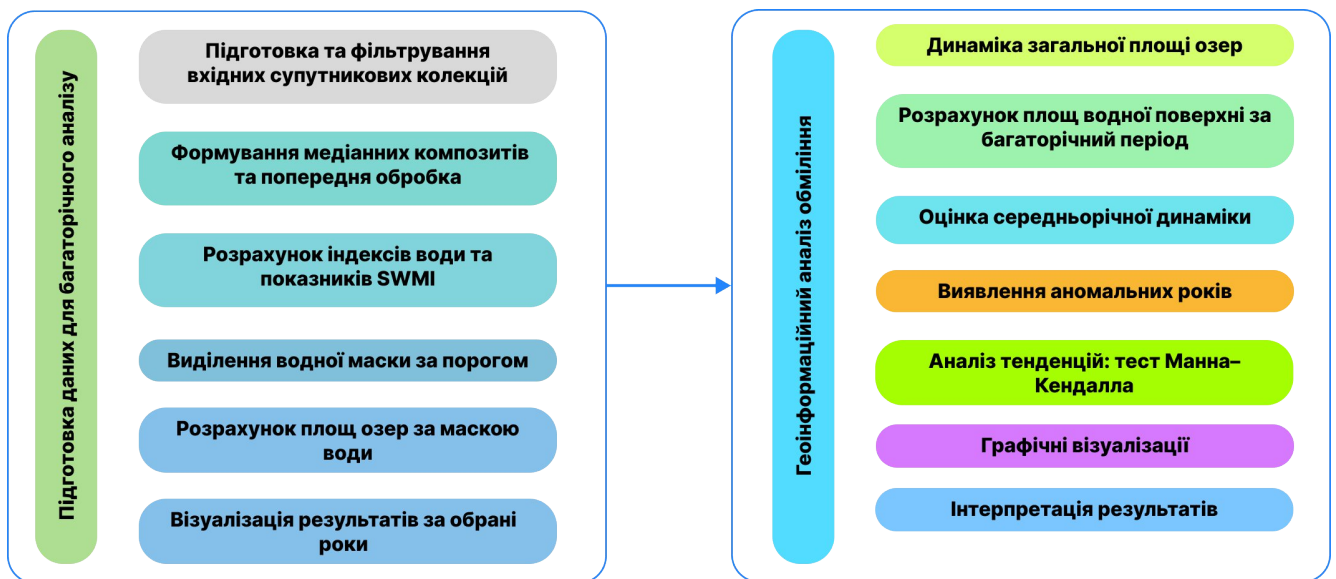 Підготовка даних для багаторічного аналізу
Підготовка та фільтрування
вхідних супутникових колекцій
Формування медіанних композитів
та попередня обробка
Розрахунок індексів води та
показників SWMI
Виділення водної маски за порогом
Розрахунок площ озер за маскою
води
Візуалізація результатів за обрані
роки
Геоінформаційний аналіз обміління
Динаміка загальної площі озер
Розрахунок площ водної поверхні за
багаторічний період
Оцінка середньорічної динаміки
Виявлення аномальних років
Аналіз тенденцій: тест Манна–
Кендалла
Графічні візуалізації
Інтерпретація результатів